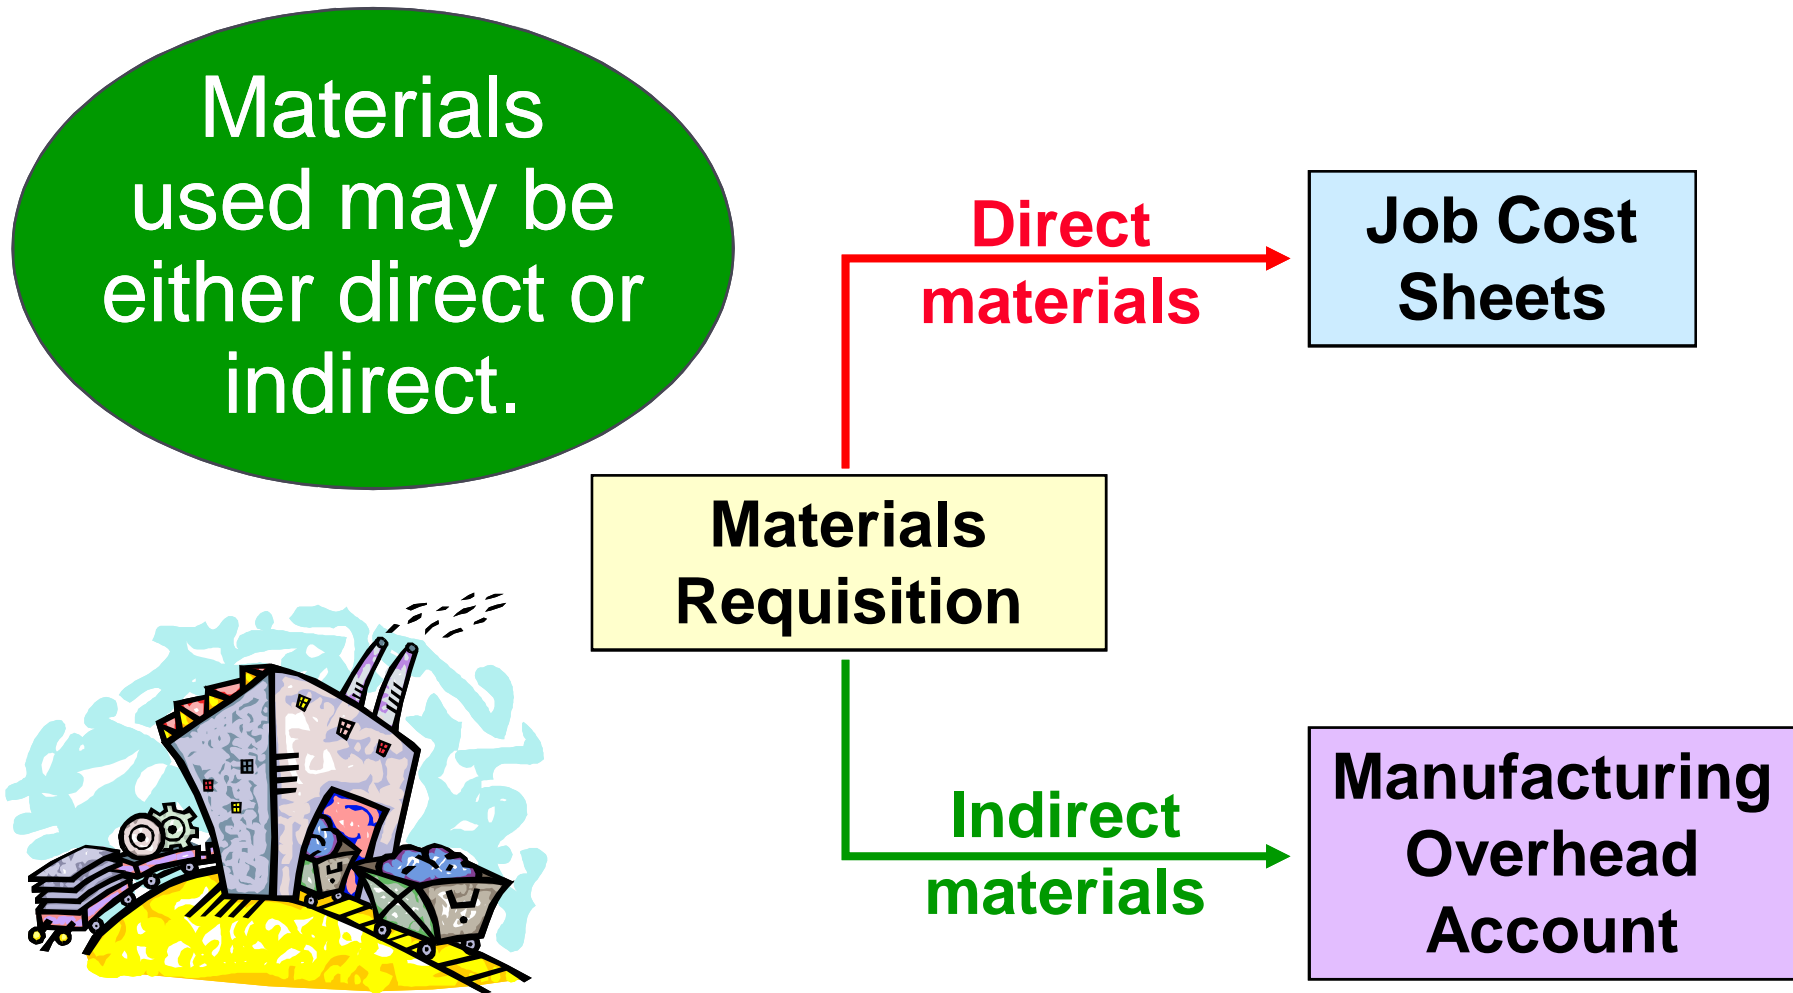 Materials
used may be
either direct or
indirect.
Direct
materials
Job Cost
Sheets
Materials
Requisition
Indirect
materials
Manufacturing
Overhead
Account